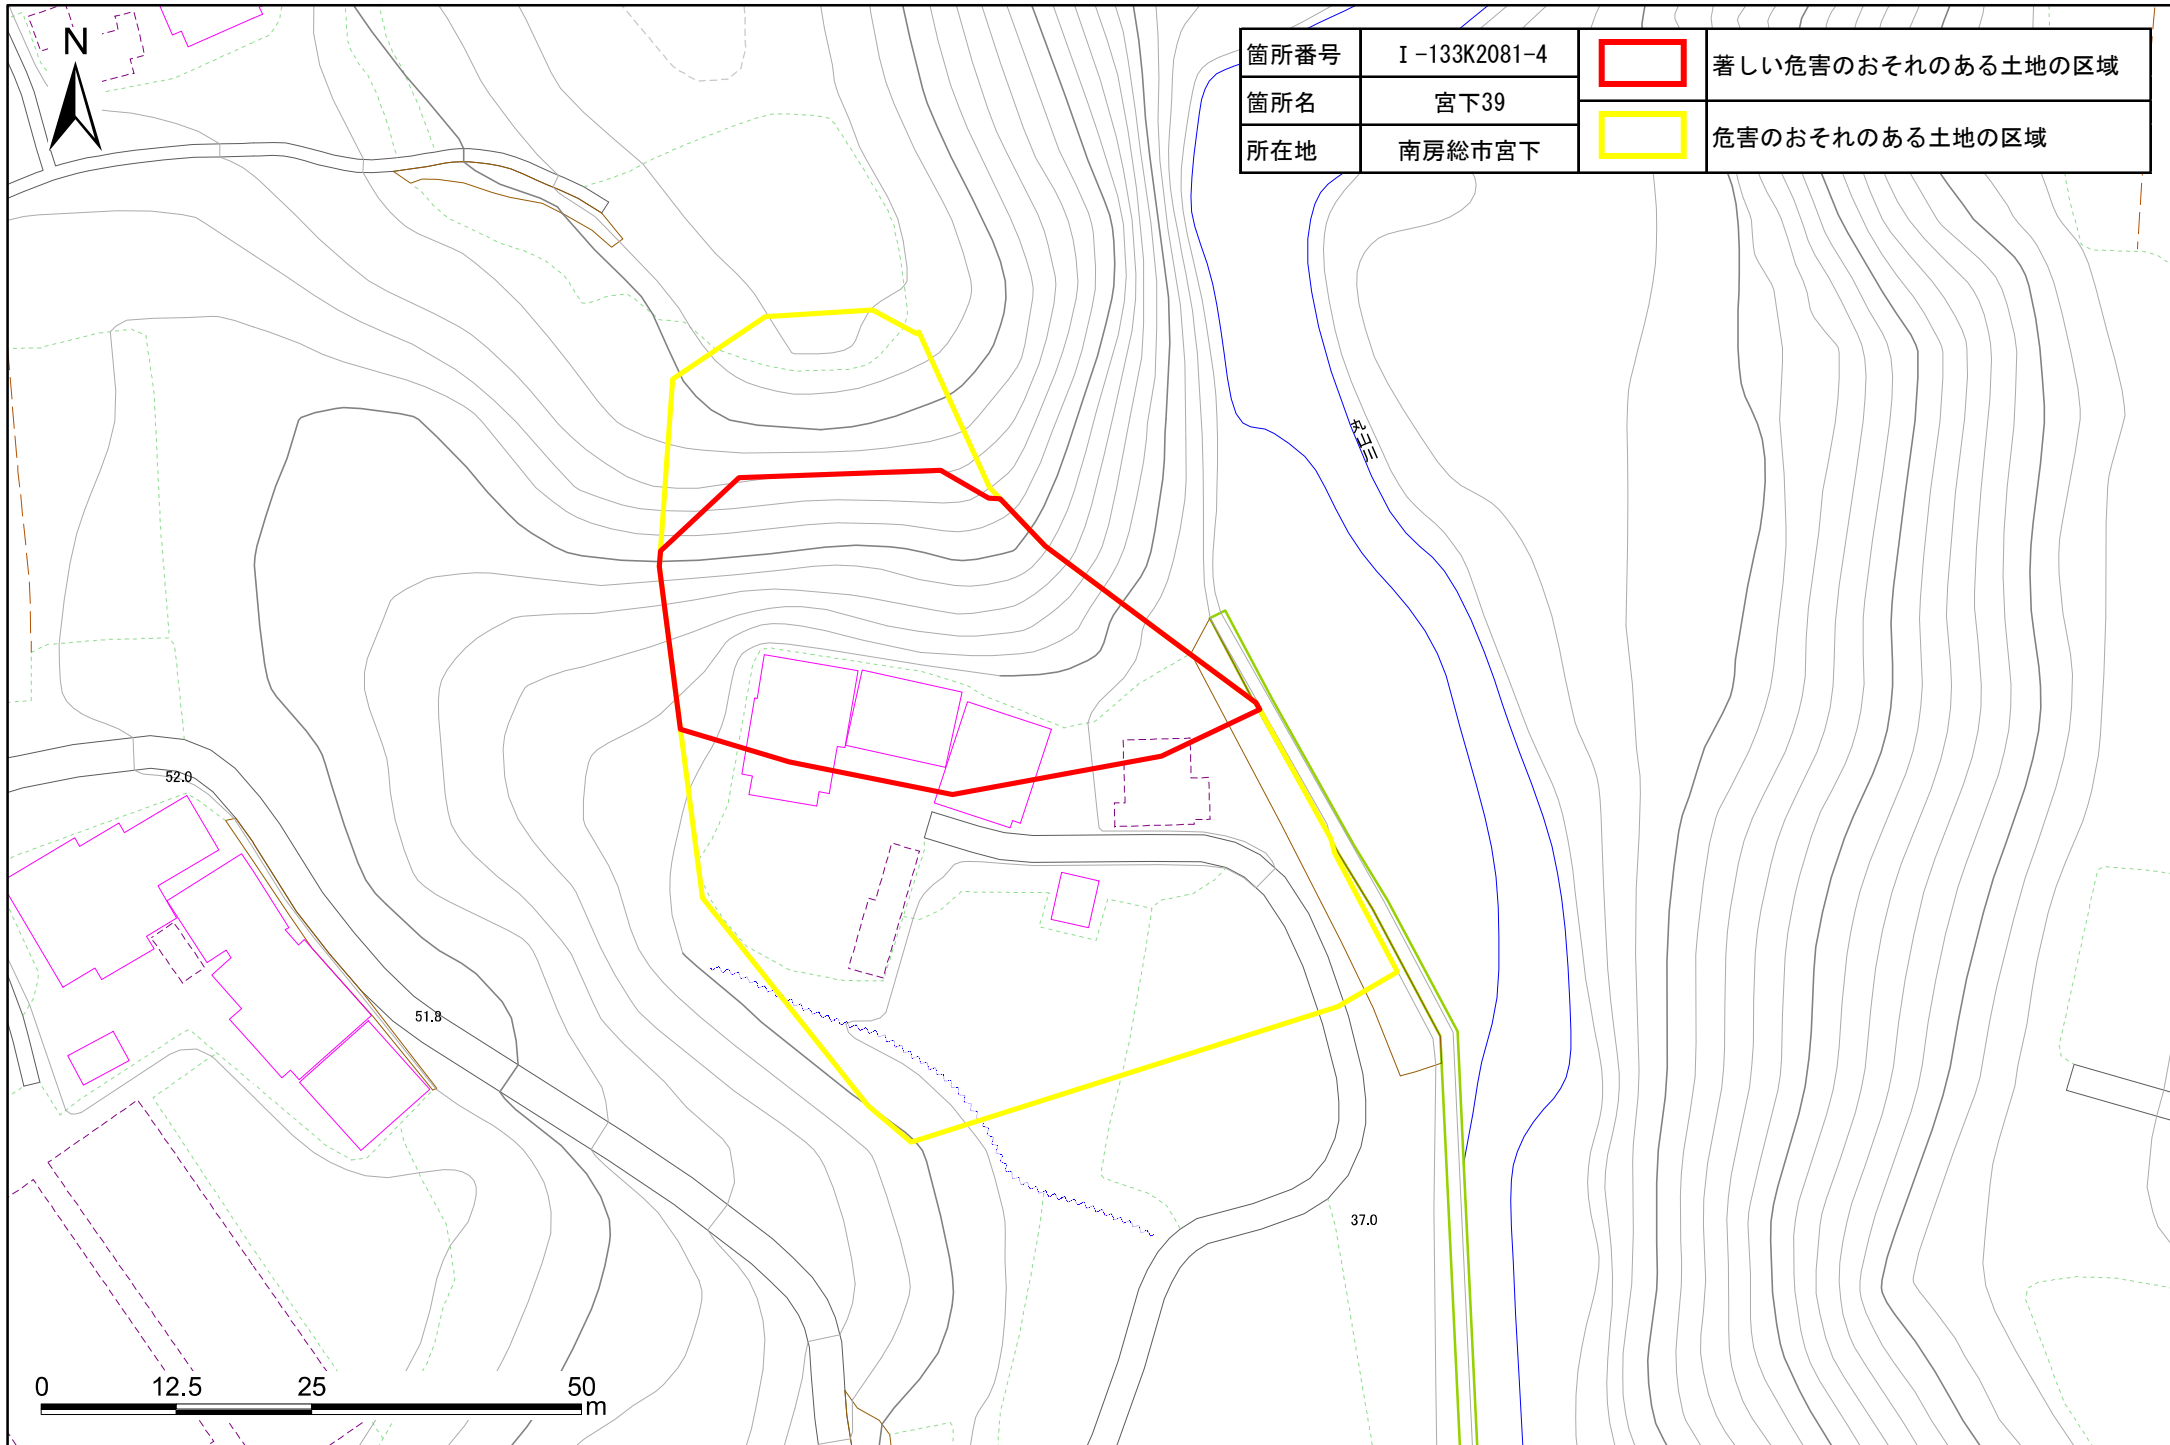 N
箇所番号 Ⅰ-133K2081-4 著しい危害のおそれのある土地の区域
箇所名 宮下39
危害のおそれのある土地の区域
所在地 南房総市宮下
52.0
51.8
37.0
0 12.5 25 50
m